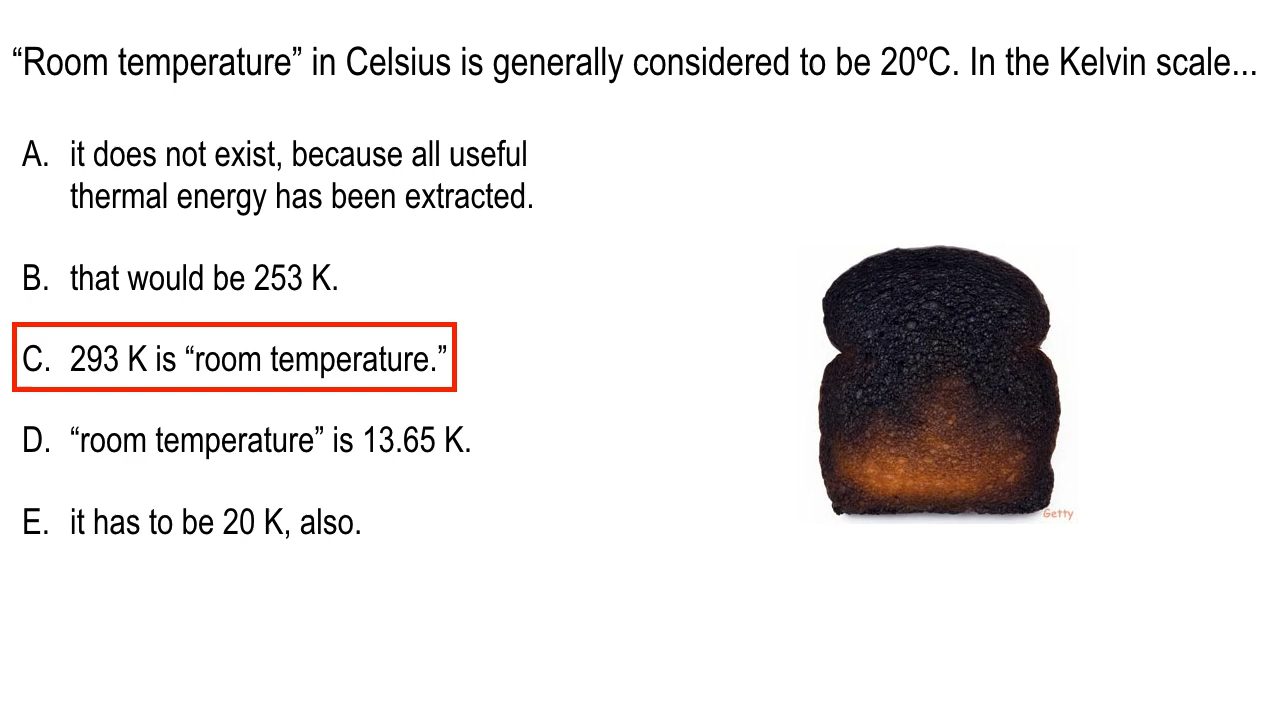 “Room temperature” in Celsius is generally considered to be 20ºC. In the Kelvin scale...
A. it does not exist, because all useful
thermal energy has been extracted.
B. that would be 253 K.
C. 293 K is “room temperature.”
D. “room temperature” is 13.65 K.
E. it has to be 20 K, also.
Getty